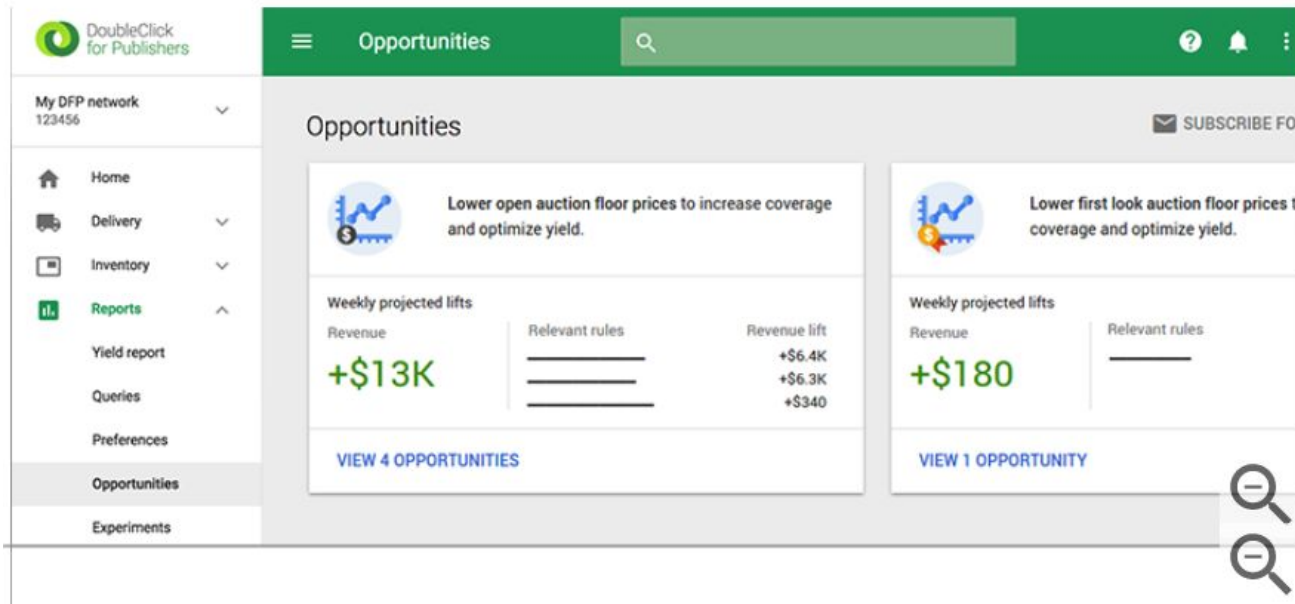 DoubleClick
for Publishers
Opportunities
My DFP network
123456
Home
Delivery
Inventory
Reports
Yield report
Queries
Preferences
Opportunities
Experiments
Opportunities
SUBSCRIBE
Lower open auction floor prices to increase coverage
and optimize yield.
Weekly projected lifts
Revenue
Relevant rules
Revenue lift
+$13K
+$6.4K
+$6.3K
+$340
VIEW 4 OPPORTUNITIES
Lower first look auction floor prices
coverage and optimize yield.
Weekly projected lifts
Revenue
Relevant rules
+$180
VIEW 1 OPPORTUNITY